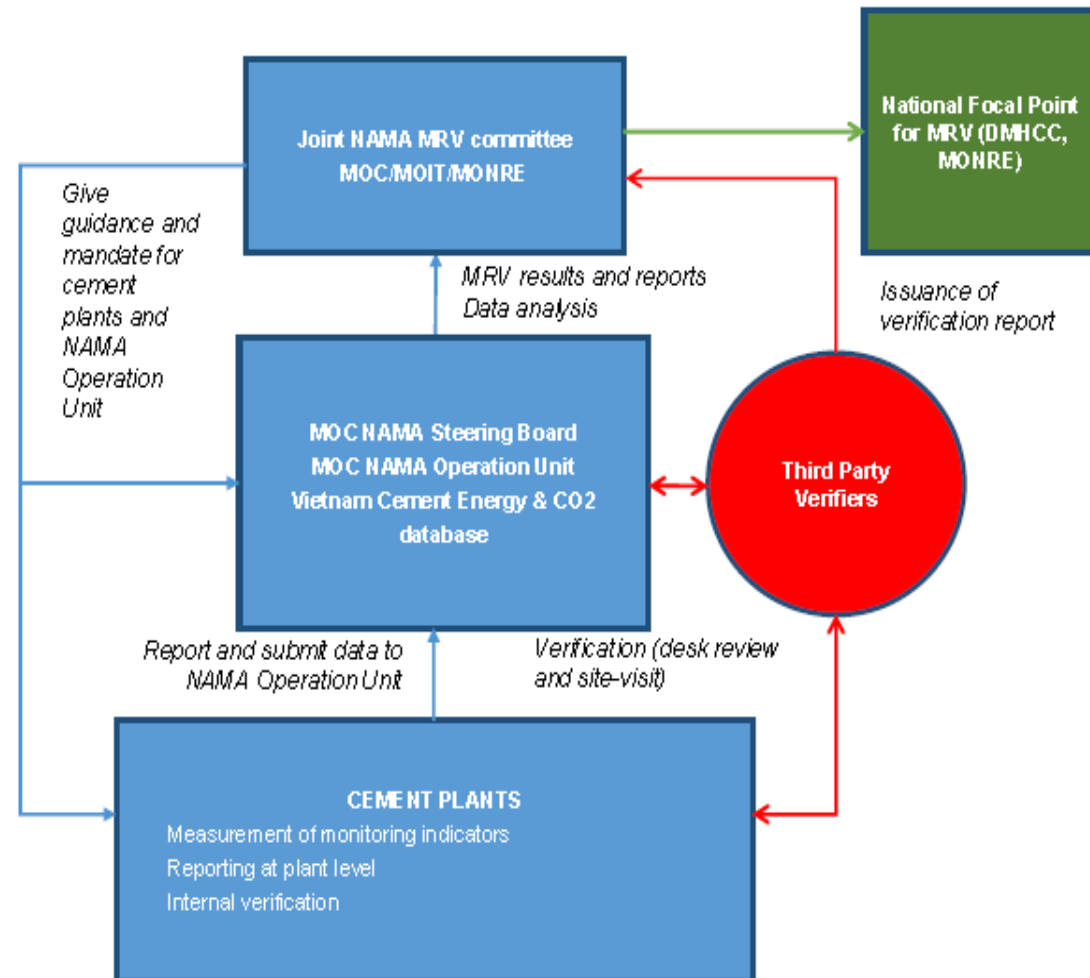 Joint NAMA MRV committee
MOC/MOIT/MONRE
National Focal Point
for MRV (DMHCC,
MONRE)
Give
guidance and
mandate for
cement
plants and
NAMA
Operation
Unit
MRV results and reports
Data analysis
Issuance of
verification report
MOC NAMA Steering Board
MOC NAMA Operation Unit
Vietnam Cement Energy & CO2
database
Third Party
Verifiers
Report and submit data to
NAMA Operation Unit
Verification (desk review
and site-visit)
CEMENT PLANTS
Measurement of monitoring indicators
Reporting at plant level
Internal verification